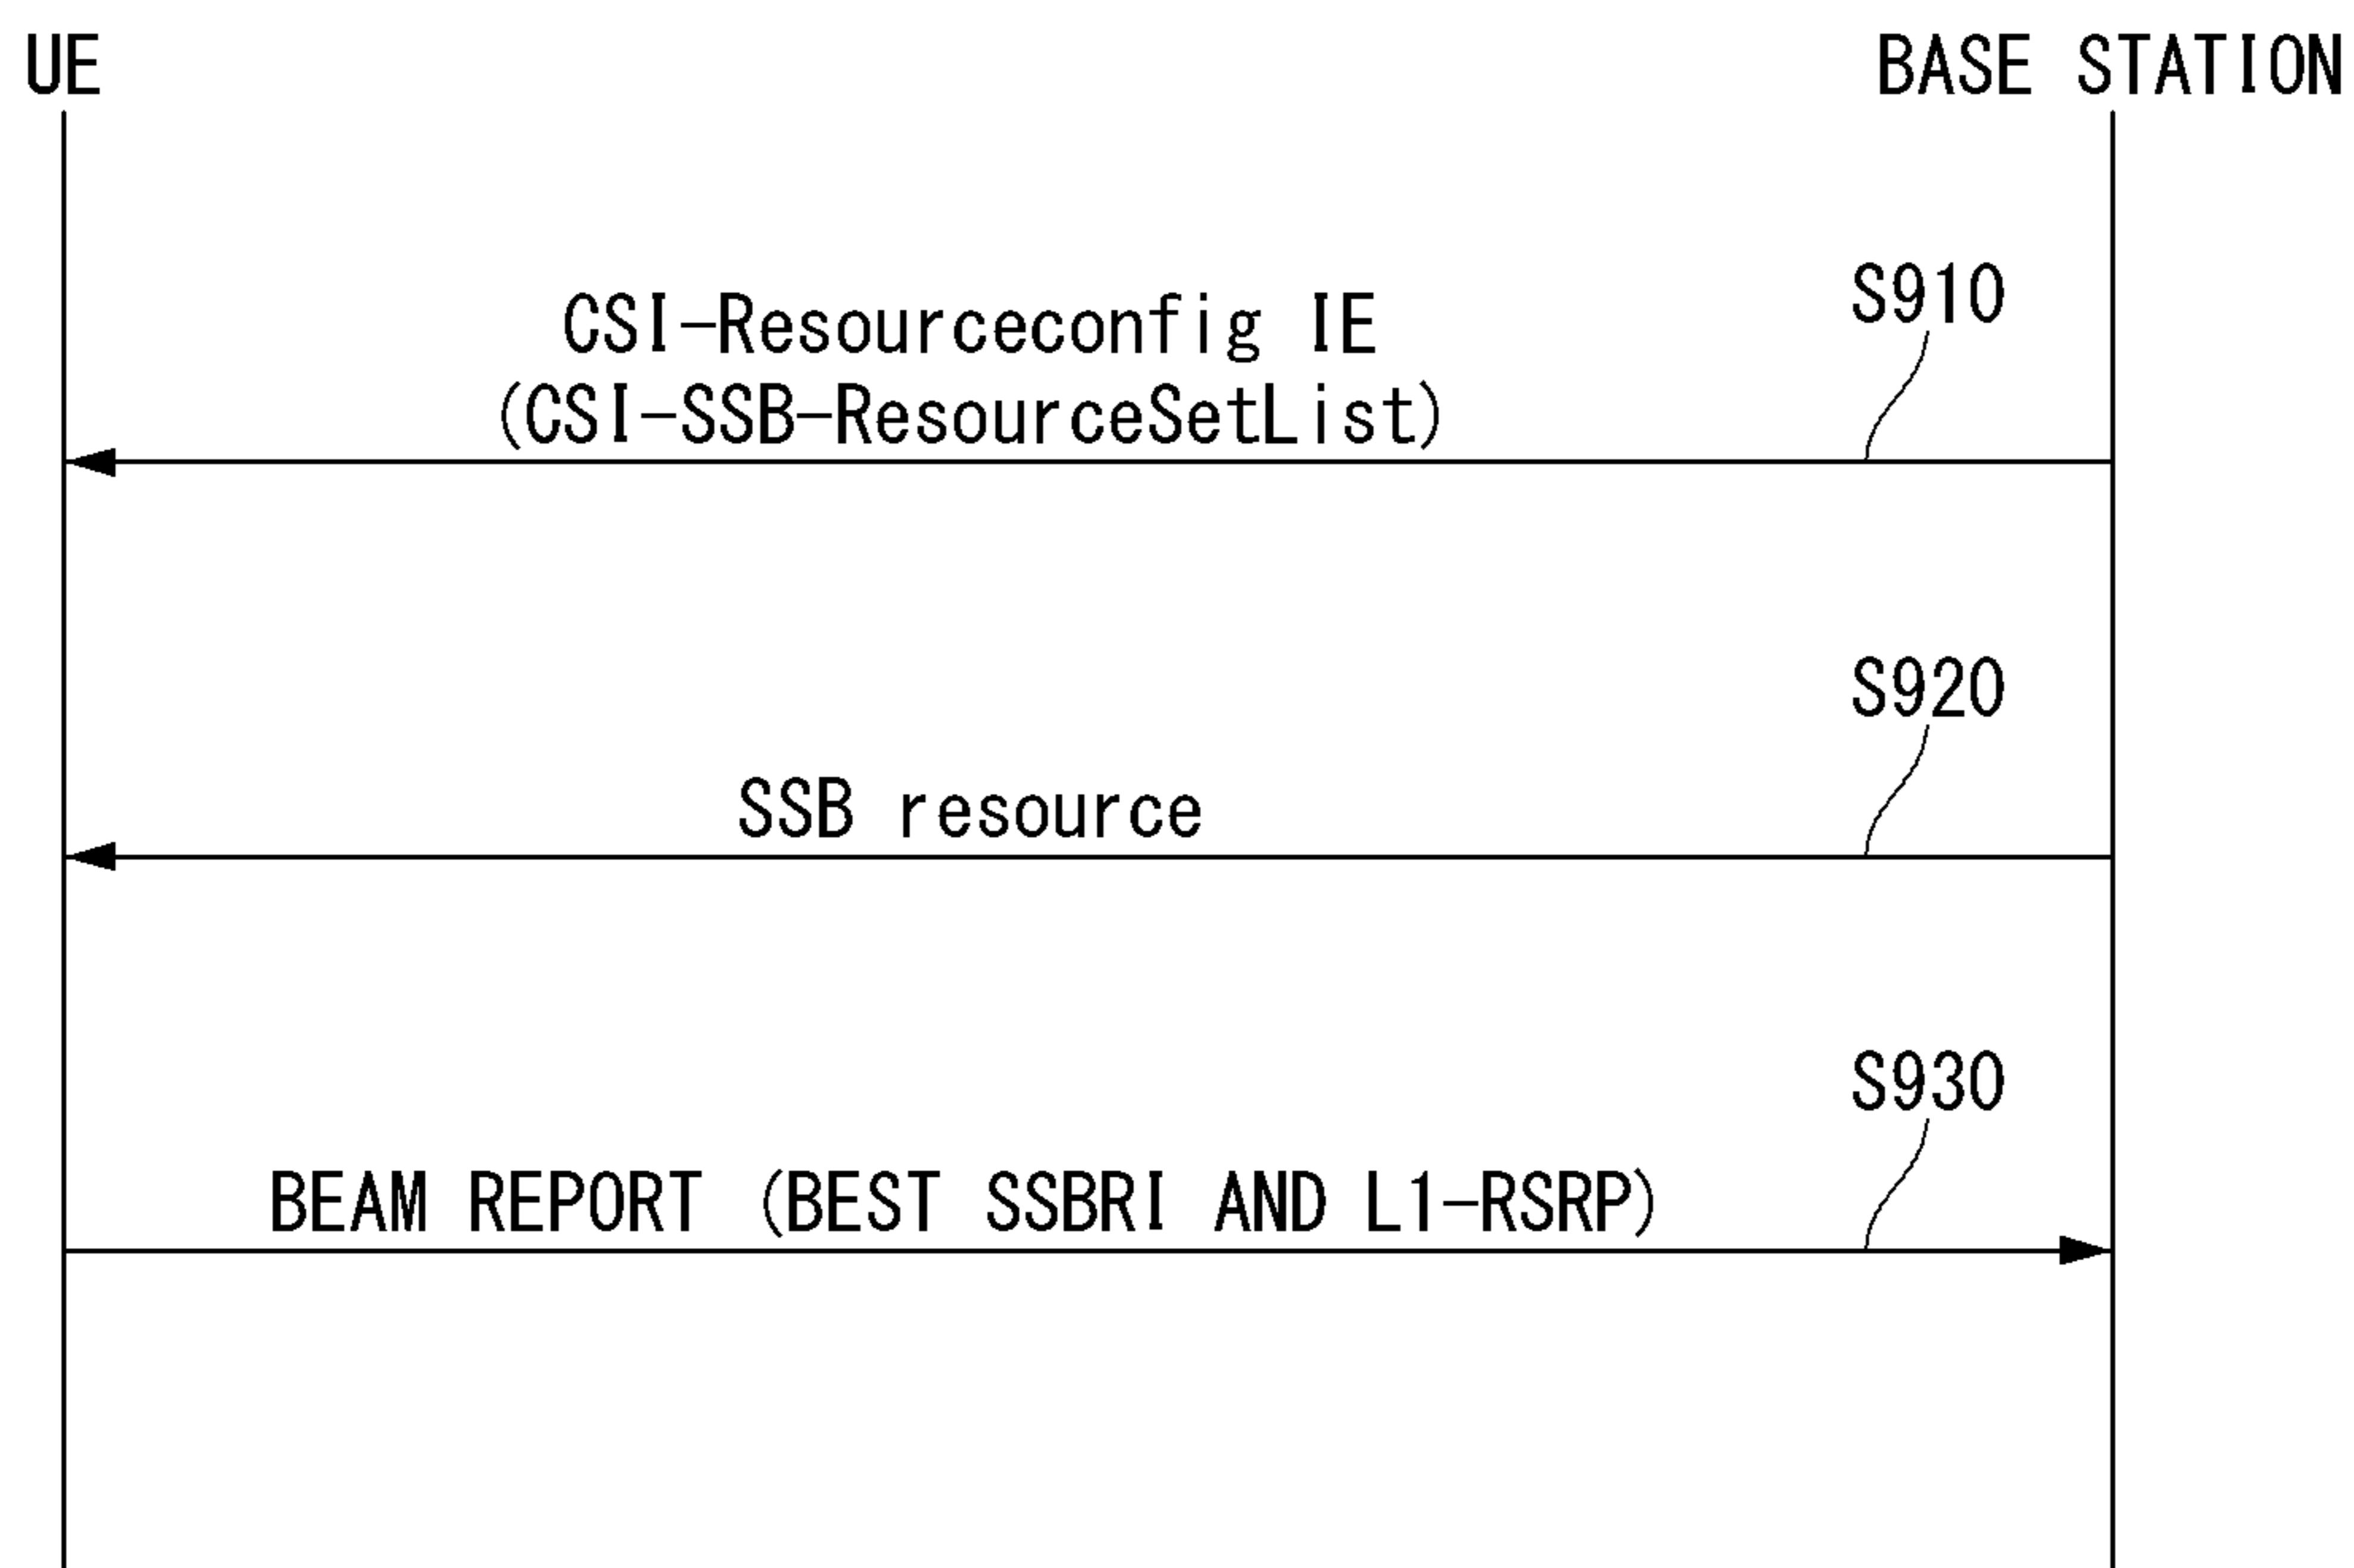 UE BASE STATION
S910
CSI-Resourceconfig IE
(CSI-SSB-ResourceSetList)
S920
SSB resource
S930
BEAM REPORT (BEST SSBRI AND L1-RSRP)